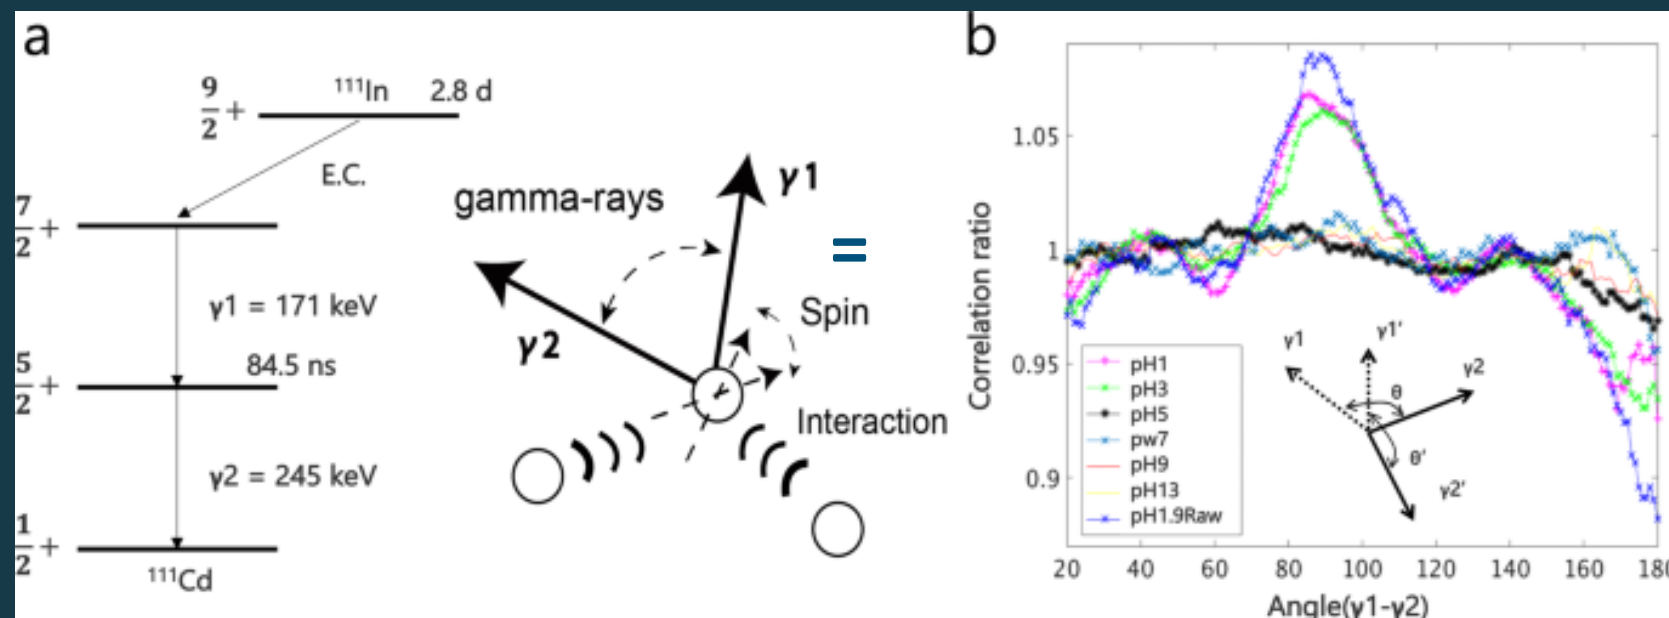 a
9/2 + ¹¹¹In 2.8 d
E.C.
7/2 +
γ1 = 171 keV
5/2 + 84.5 ns
γ2 = 245 keV
1/2 +
¹¹¹Cd
gamma-rays
γ1
γ2
Spin
Interaction
=
b
Correlation ratio
1.05
1
0.95
0.9
pH1
pH3
pH5
pw7
pH9
pH13
pH1.9Raw
γ1
γ1'
γ2
θ
θ'
γ2'
20 40 60 80 100 120 140 160 180
Angle(γ1-γ2)